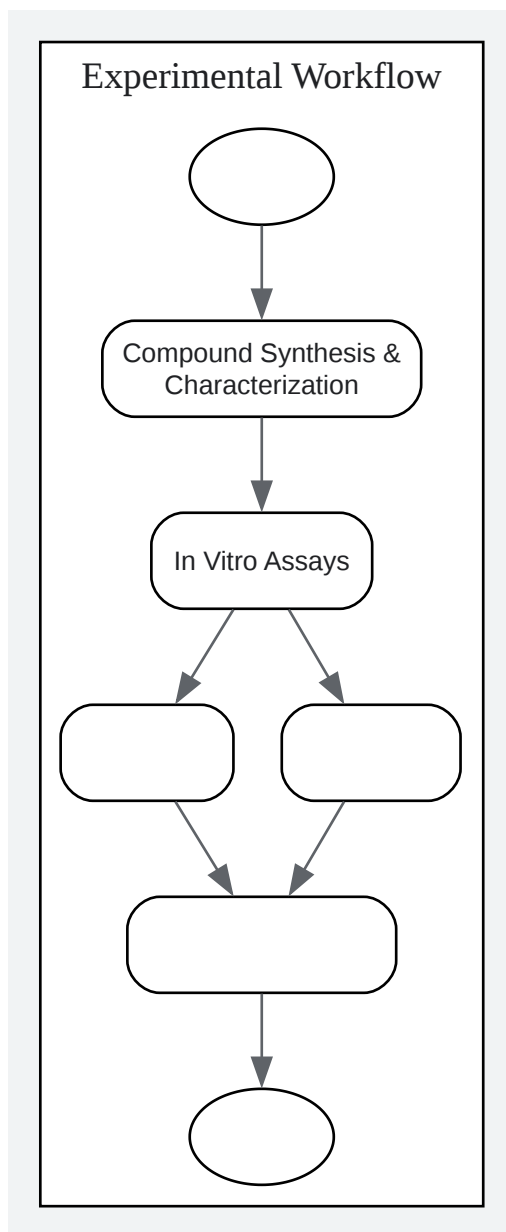 Experimental Workflow
Compound Synthesis &
Characterization
In Vitro Assays